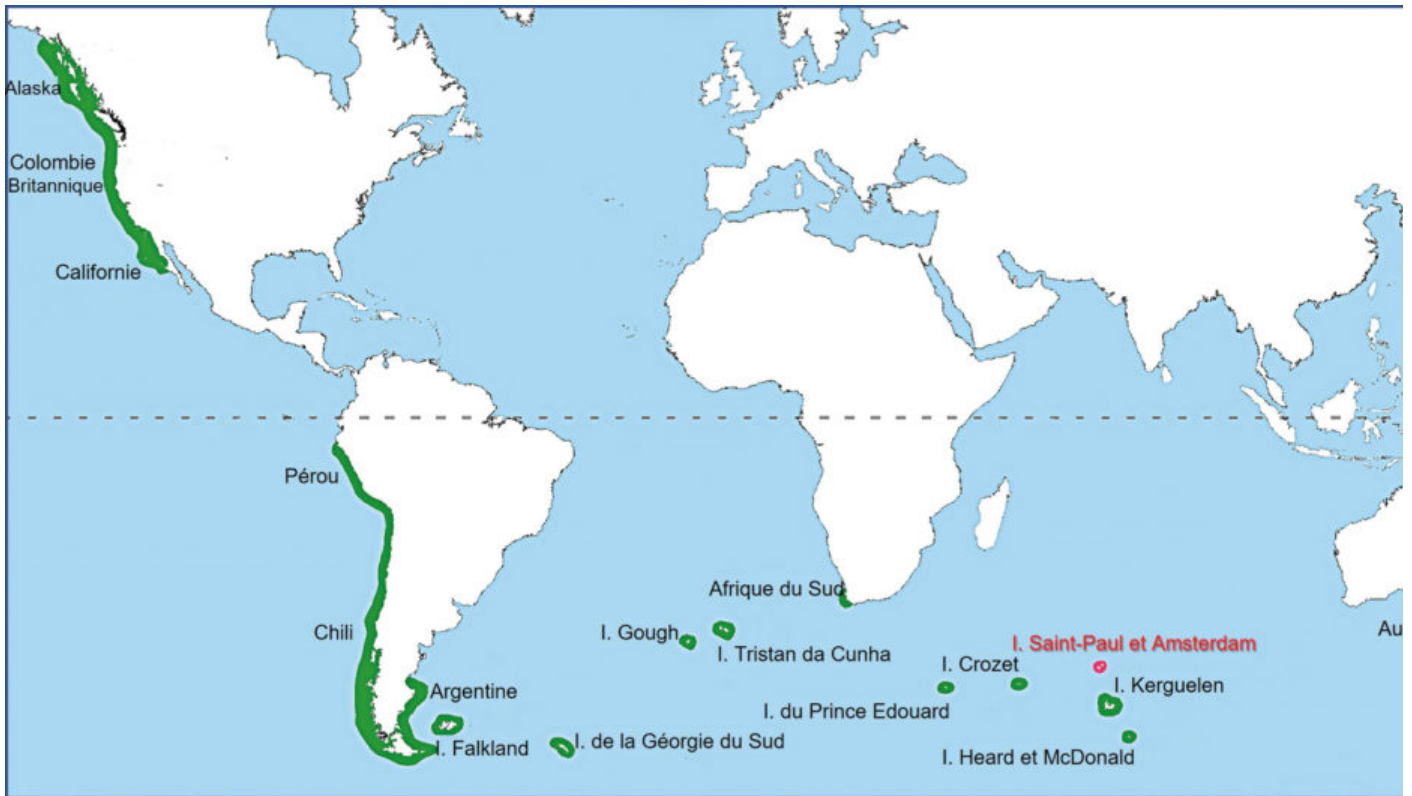 Alaska
Colombie
Britannique
Californie
Pérou
Afrique du Sud
Chili
I. Gough
Au
I. Tristan da Cunha
I. Saint-Paul et Amsterdam
I. Crozet
I. Kerguelen
Argentine
I. du Prince Edouard
I. Falkland
I. de la Géorgie du Sud
I. Heard et McDonald